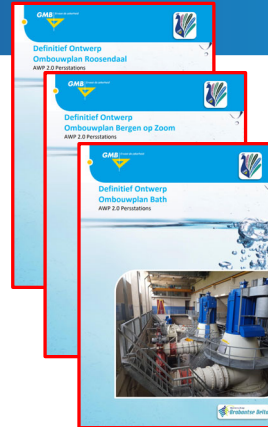 GMB
Definitief Ontwerp
Ombouwplan Roosendaal
AWP 2.0 Persstations
GMB
Definitief Ontwerp
Ombouwplan Bergen op Zoom
AWP 2.0 Persstations
GMB
Definitief Ontwerp
Ombouwplan Bath
AWP 2.0 Persstations
Brabantse Delta